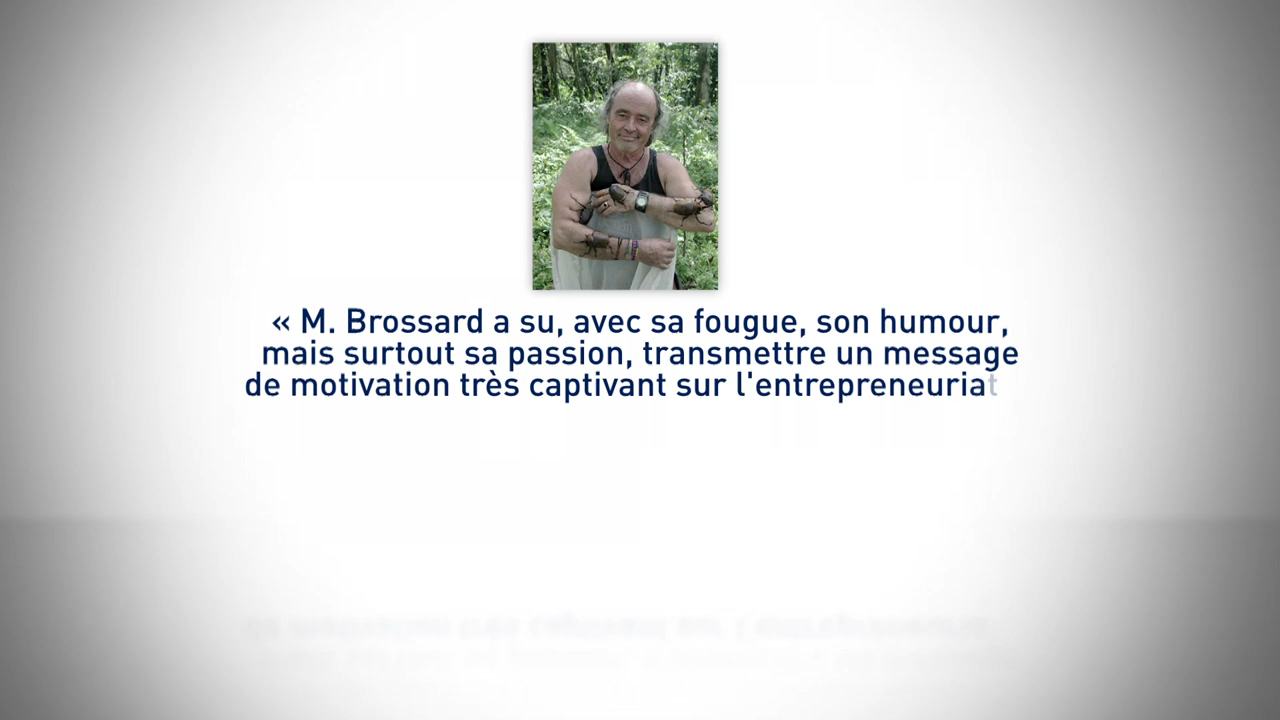 « M. Brossard a su, avec sa fougue, son humour,
mais surtout sa passion, transmettre un message
de motivation très captivant sur l'entrepreneuriat